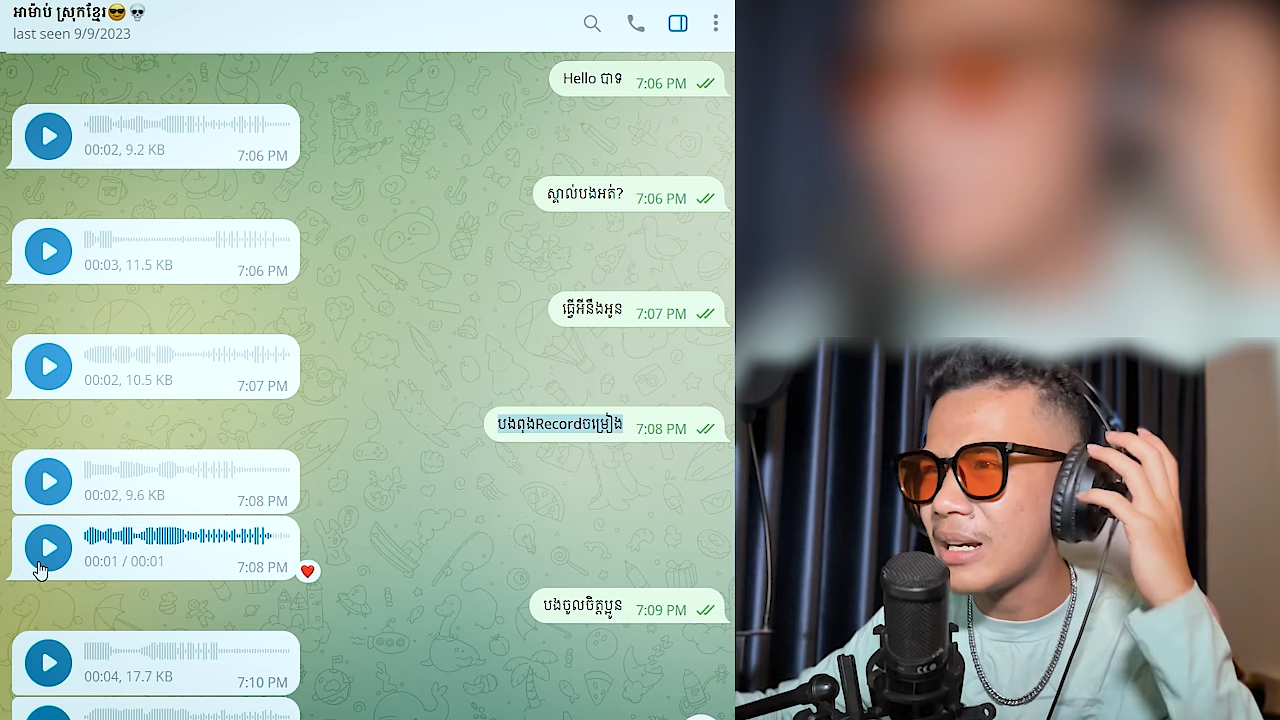 អាម៉ាប់ ស្រុកខ្មែរ😎💀
last seen 9/9/2023
Hello បាទ 7:06 PM
00:02, 9.2 KB 7:06 PM
ស្គាល់បងអត់? 7:06 PM
00:03, 11.5 KB 7:06 PM
ធ្វើអីនឹងអូន 7:07 PM
00:02, 10.5 KB 7:07 PM
បងពុងRecordចម្រៀង 7:08 PM
00:02, 9.6 KB 7:08 PM
00:01 / 00:01 7:08 PM
បងចូលចិត្តប្អូន 7:09 PM
00:04, 17.7 KB 7:10 PM